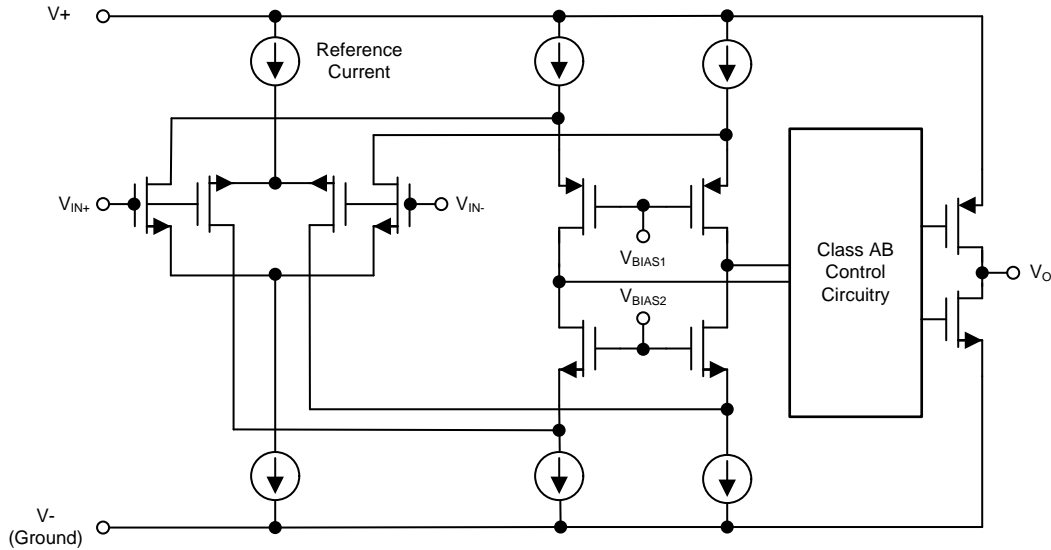 V+
Reference
Current
VIN+
VIN-
VBIAS1
VBIAS2
Class AB
Control
Circuitry
VO
V-
(Ground)